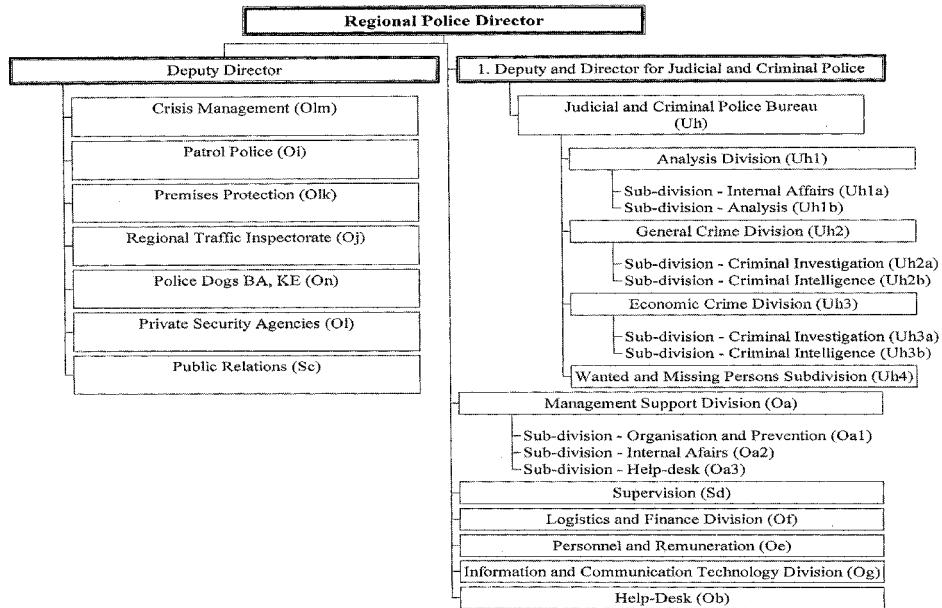 Regional Police Director
Deputy Director
Crisis Management (Olm)
Patrol Police (Oi)
Premises Protection (Olk)
Regional Traffic Inspectorate (Oj)
Police Dogs BA, KE (On)
Private Security Agencies (Ol)
Public Relations (Sc)
1. Deputy and Director for Judicial and Criminal Police
Judicial and Criminal Police Bureau
(Uh)
Analysis Division (Uh1)
Sub-division - Internal Affairs (Uh1a)
Sub-division - Analysis (Uh1b)
General Crime Division (Uh2)
Sub-division - Criminal Investigation (Uh2a)
Sub-division - Criminal Intelligence (Uh2b)
Economic Crime Division (Uh3)
Sub-division - Criminal Investigation (Uh3a)
Sub-division - Criminal Intelligence (Uh3b)
Wanted and Missing Persons Subdivision (Uh4)
Management Support Division (Oa)
Sub-division - Organisation and Prevention (Oa1)
Sub-division - Internal Afairs (Oa2)
Sub-division - Help-desk (Oa3)
Supervision (Sd)
Logistics and Finance Division (Of)
Personnel and Remuneration (Oe)
Information and Communication Technology Division (Og)
Help-Desk (Ob)